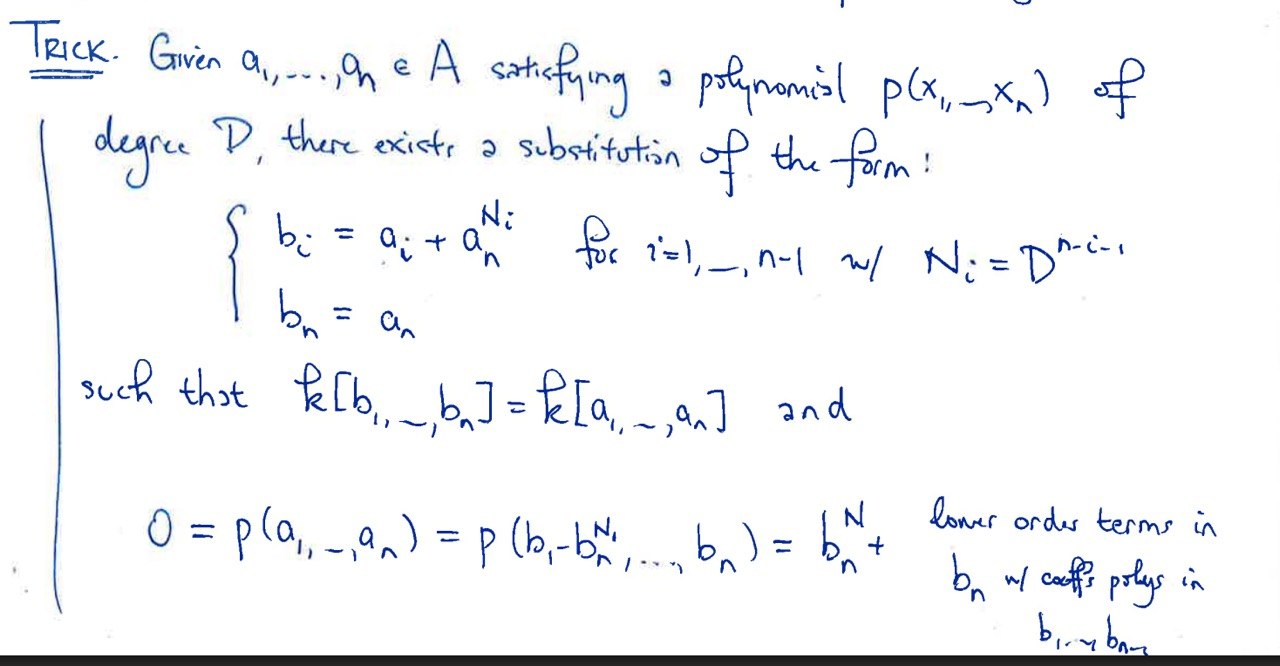 TRICK. Given a₁,...,aₙ ∈ A satisfying a polynomial p(x₁,...,xₙ) of
degree D, there exists a substitution of the form:
{ bᵢ = aᵢ + aₙ^{Nᵢ} for i=1,...,n-1 w/ Nᵢ = D^{n-i-1}
bₙ = aₙ
such that k[b₁,...,bₙ] = k[a₁,...,aₙ] and
0 = p(a₁,...,aₙ) = p(b₁-bₙ^{N₁},...,bₙ) = bₙ^N + lower order terms in
bₙ w/ coeffs polys in
b₁,...,bₙ₋₁